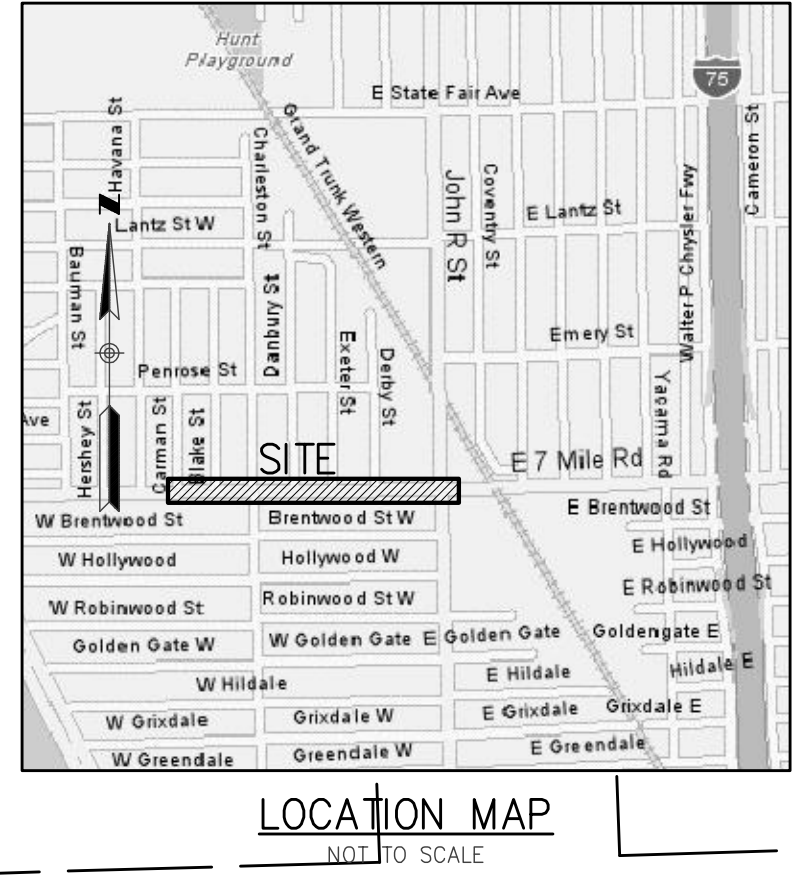 Hunt
Playground
E State Fair Ave
75
Havana St
Charleston St
Grand Trunk Western
John R St
Coventry St
Walter P Chrysler Fwy
Cameron St
N
Lantz St W
E Lantz St
Bauman St
Danbury St
Exeter St
Derby St
Emery St
Penrose St
Yacama Rd
Ave
Hershey St
Carman St
Blake St
SITE
E 7 Mile Rd
W Brentwood St
Brentwood St W
E Brentwood St
W Hollywood
Hollywood W
E Hollywood
W Robinwood St
Robinwood St W
E Robinwood St
Golden Gate W
W Golden Gate
E Golden Gate
Goldengate E
W Hildale
E Hildale
Hildale E
W Grixdale
Grixdale W
E Grixdale
Grixdale E
W Greendale
Greendale W
E Greendale
LOCATION MAP
NOT TO SCALE